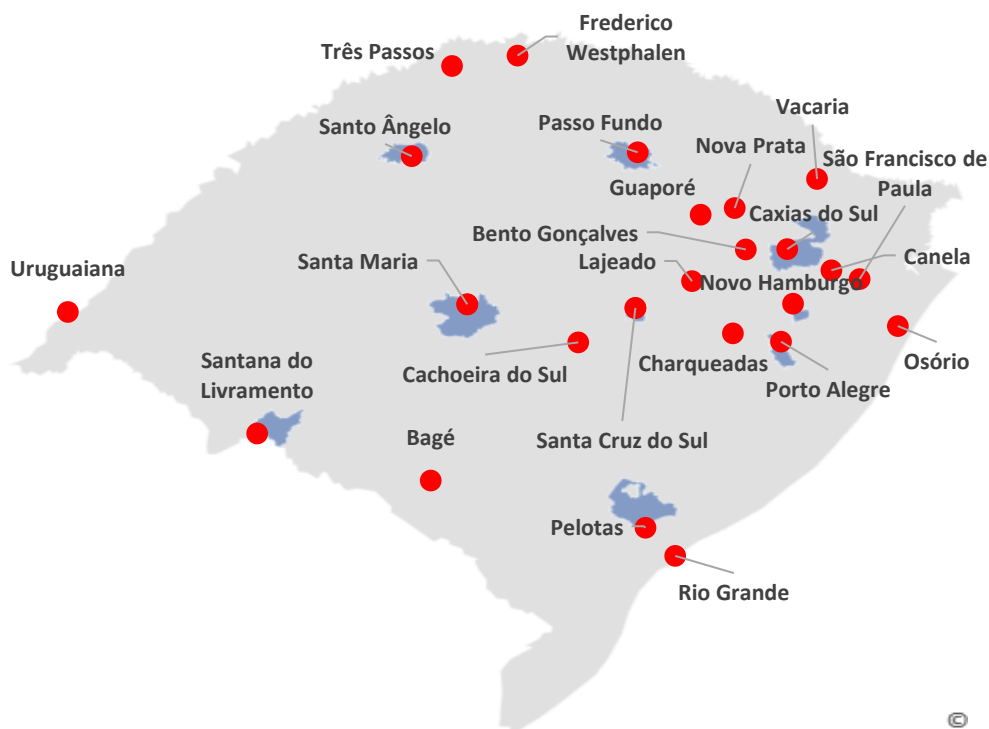 Frederico
Westphalen
Três Passos
Vacaria
Santo Ângelo
Passo Fundo
Nova Prata
São Francisco de
Paula
Guaporé
Caxias do Sul
Bento Gonçalves
Canela
Uruguaiana
Santa Maria
Lajeado
Novo Hamburgo
Santana do
Livramento
Cachoeira do Sul
Charqueadas
Osório
Porto Alegre
Bagé
Santa Cruz do Sul
Pelotas
Rio Grande
©